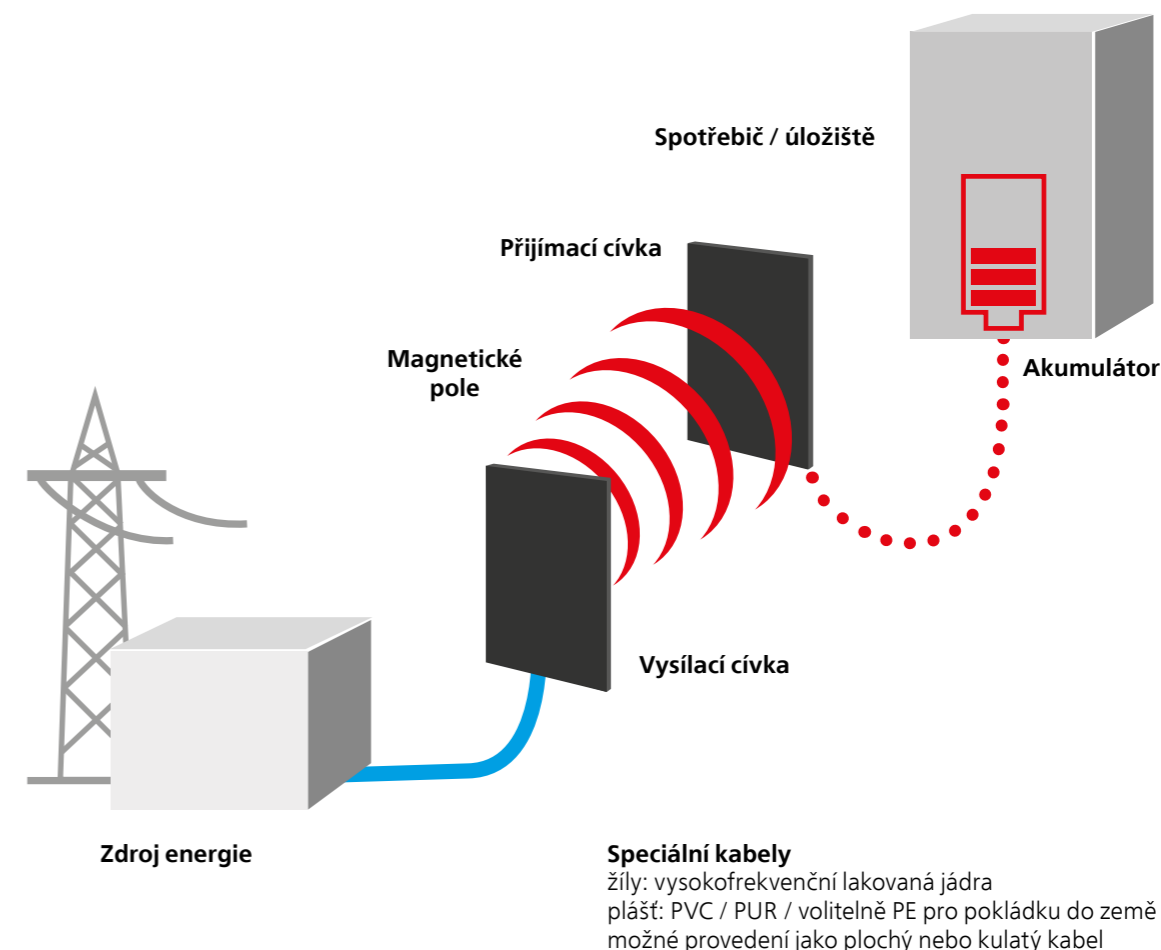 Spotřebič / úložiště
Přijímací cívka
Magnetické
pole
Akumulátor
Vysílací cívka
Zdroj energie
Speciální kabely
žíly: vysokofrekvenční lakovaná jádra
plášť: PVC / PUR / volitelně PE pro pokládku do země
možné provedení jako plochý nebo kulatý kabel